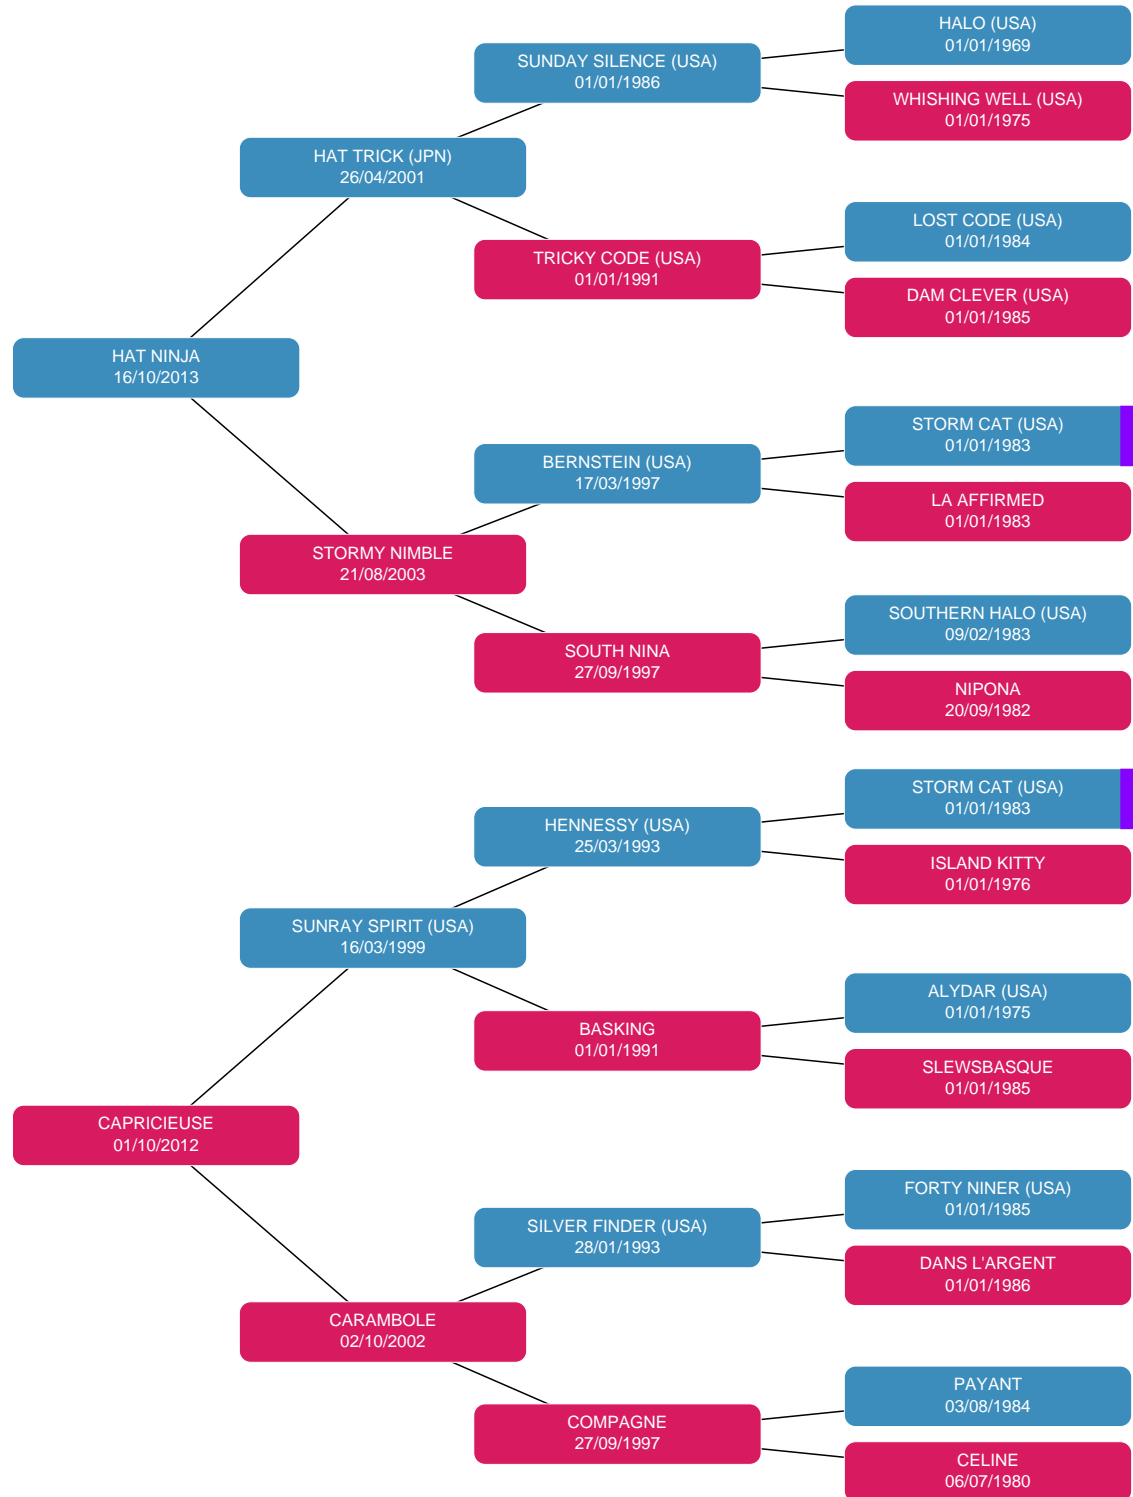 HALO (USA)
01/01/1969
SUNDAY SILENCE (USA)
01/01/1986
WHISHING WELL (USA)
01/01/1975
HAT TRICK (JPN)
26/04/2001
LOST CODE (USA)
01/01/1984
TRICKY CODE (USA)
01/01/1991
DAM CLEVER (USA)
01/01/1985
HAT NINJA
16/10/2013
STORM CAT (USA)
01/01/1983
BERNSTEIN (USA)
17/03/1997
LA AFFIRMED
01/01/1983
STORMY NIMBLE
21/08/2003
SOUTHERN HALO (USA)
09/02/1983
SOUTH NINA
27/09/1997
NIPONA
20/09/1982
STORM CAT (USA)
01/01/1983
HENNESSY (USA)
25/03/1993
ISLAND KITTY
01/01/1976
SUNRAY SPIRIT (USA)
16/03/1999
ALYDAR (USA)
01/01/1975
BASKING
01/01/1991
SLEWSBASQUE
01/01/1985
CAPRICIEUSE
01/10/2012
FORTY NINER (USA)
01/01/1985
SILVER FINDER (USA)
28/01/1993
DANS L'ARGENT
01/01/1986
CARAMBOLE
02/10/2002
PAYANT
03/08/1984
COMPAGNE
27/09/1997
CELINE
06/07/1980